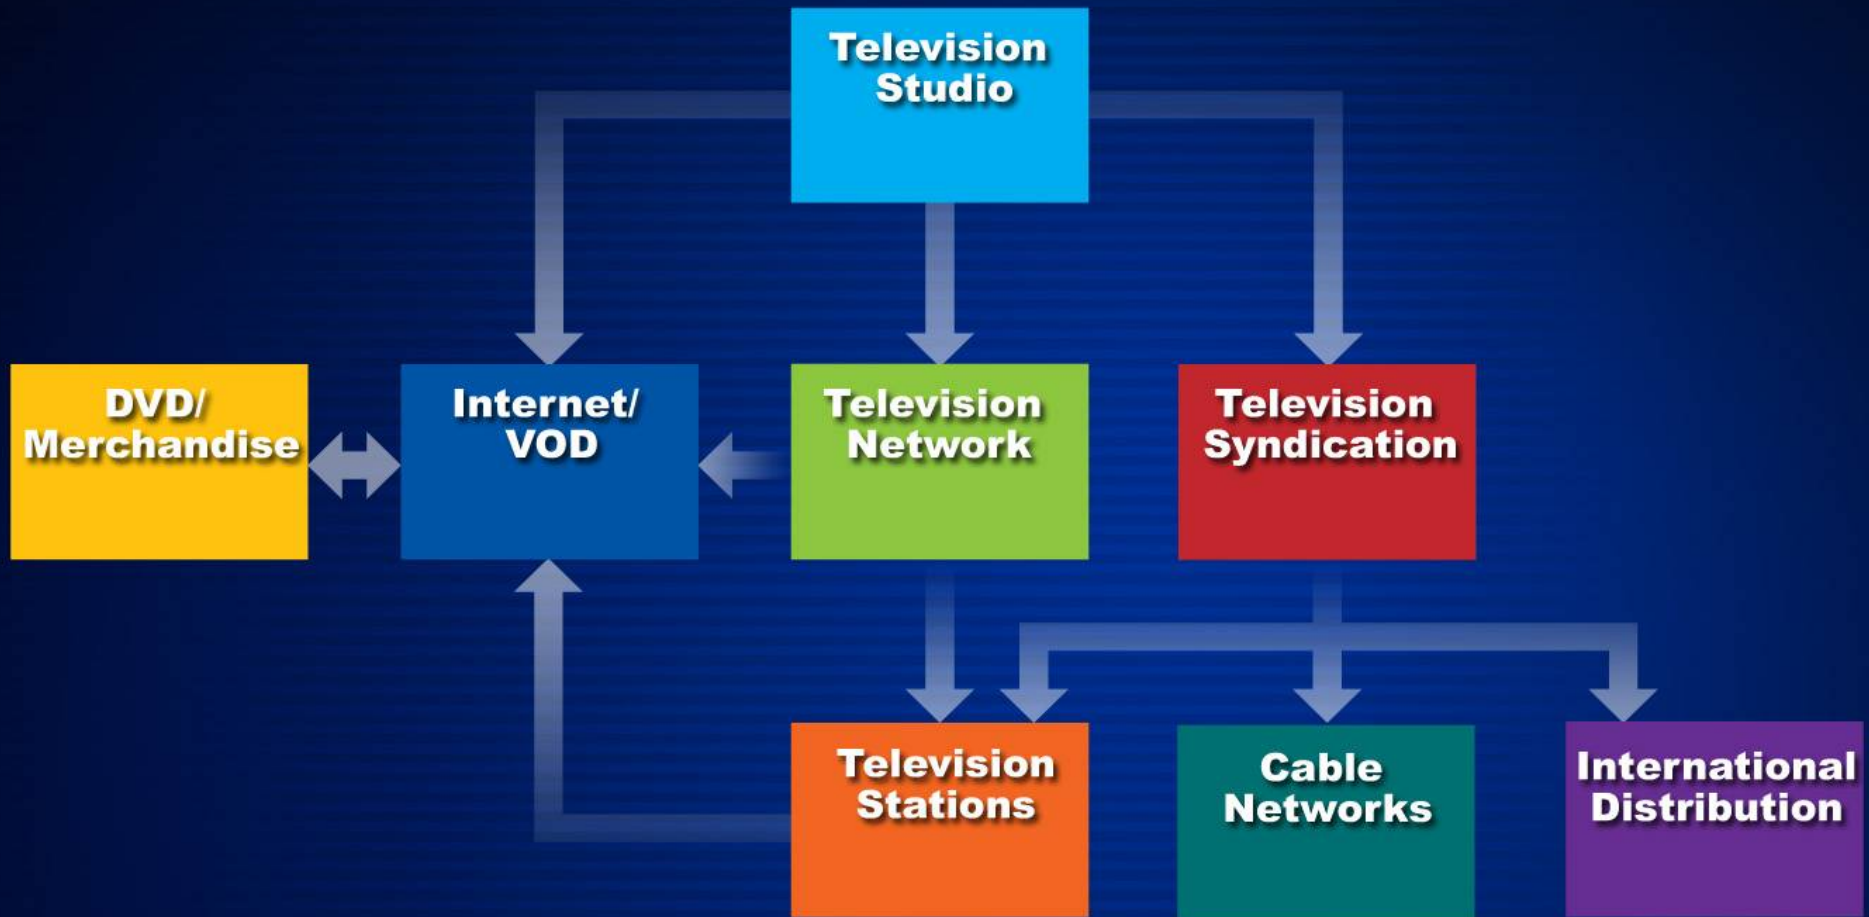 Television
Studio
DVD/
Merchandise
Internet/
VOD
Television
Network
Television
Syndication
Television
Stations
Cable
Networks
International
Distribution